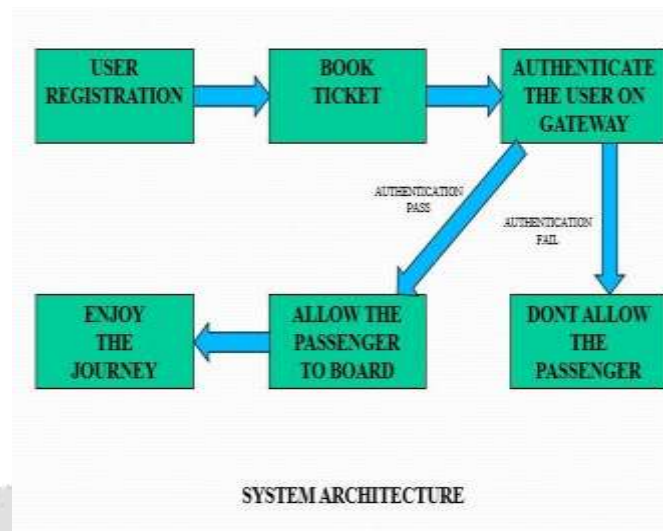 USER
REGISTRATION
BOOK
TICKET
AUTHENTICATE
THE USER ON
GATEWAY
AUTHENTICATION
PASS
AUTHENTICATION
FAIL
ENJOY
THE
JOURNEY
ALLOW THE
PASSENGER
TO BOARD
DONT ALLOW
THE
PASSENGER
SYSTEM ARCHITECTURE